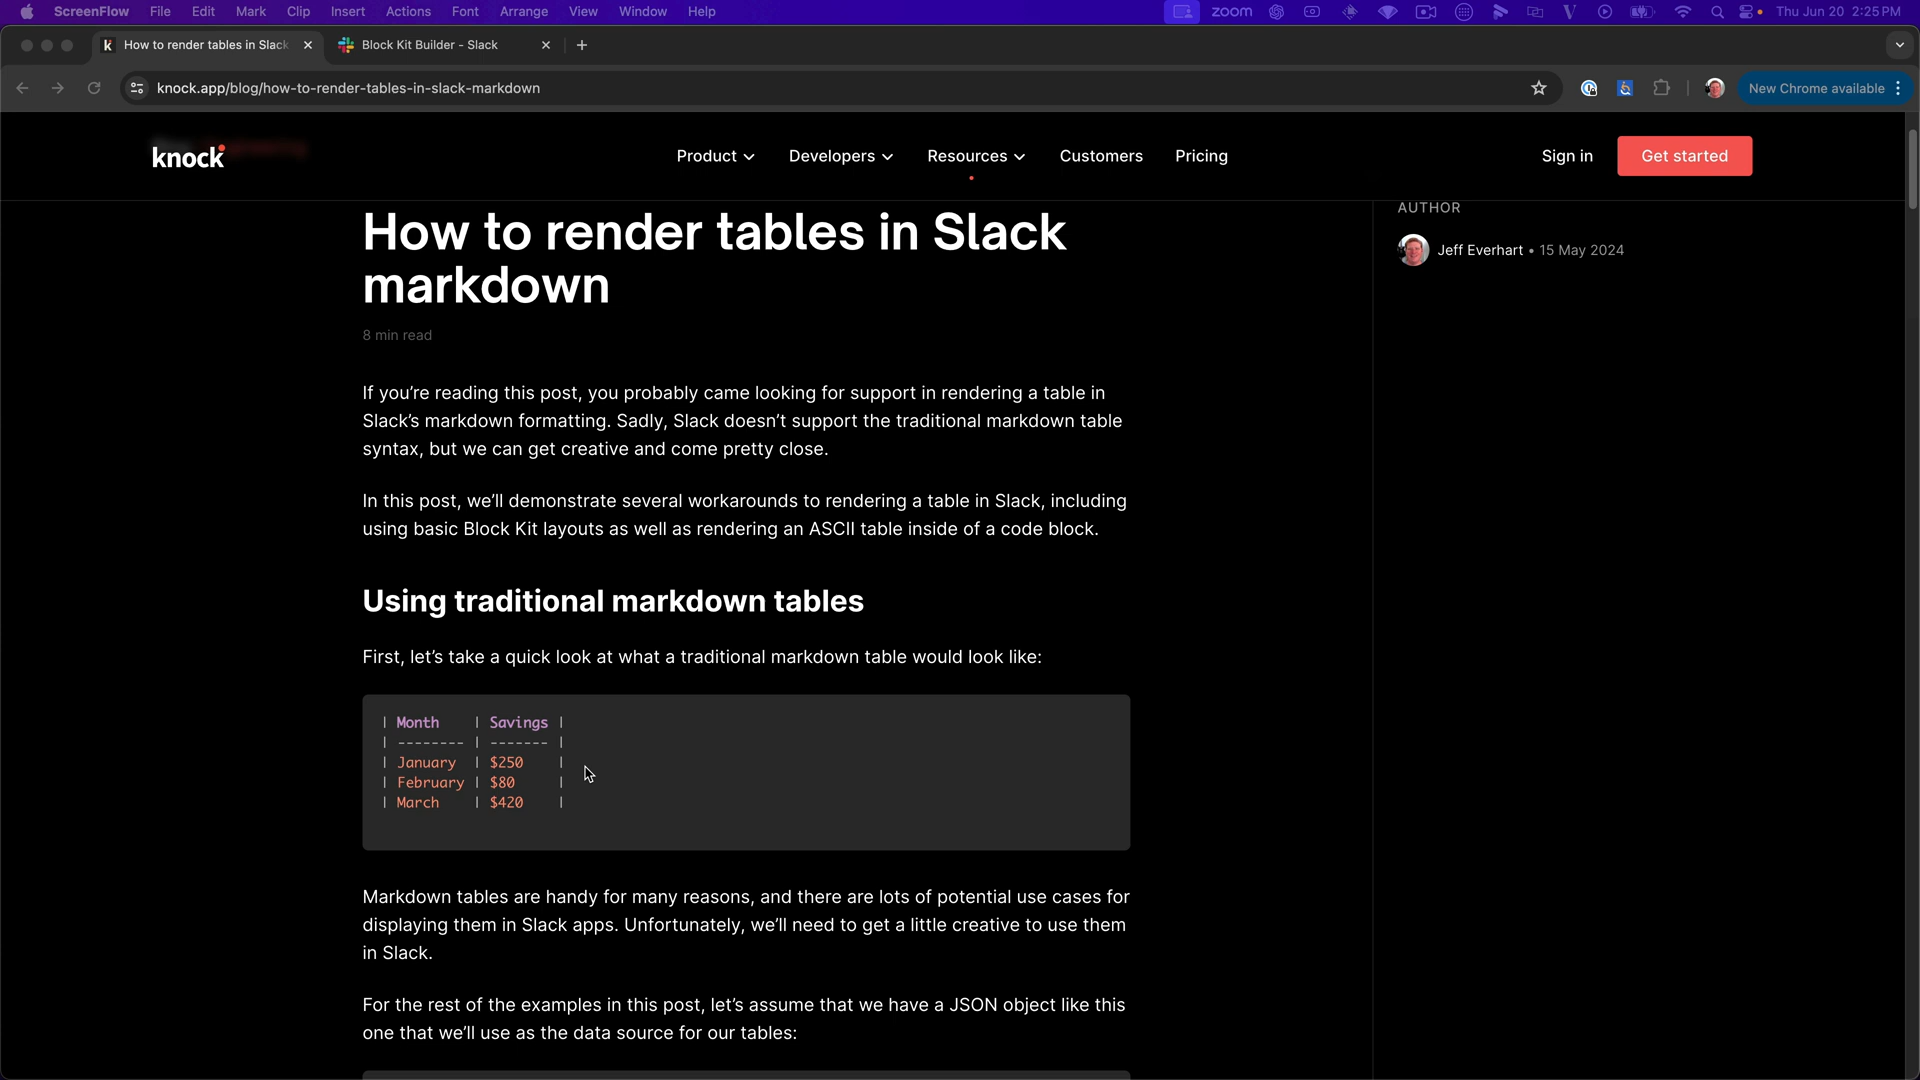 ScreenFlow File Edit Mark Clip Insert Actions Font Arrange View Window Help zoom Thu Jun 20 2:25 PM
How to render tables in Slack Block Kit Builder - Slack
knock.app/blog/how-to-render-tables-in-slack-markdown New Chrome available
knock Product Developers Resources Customers Pricing Sign in Get started
How to render tables in Slack
markdown
AUTHOR
Jeff Everhart • 15 May 2024
8 min read
If you’re reading this post, you probably came looking for support in rendering a table in
Slack’s markdown formatting. Sadly, Slack doesn’t support the traditional markdown table
syntax, but we can get creative and come pretty close.
In this post, we’ll demonstrate several workarounds to rendering a table in Slack, including
using basic Block Kit layouts as well as rendering an ASCII table inside of a code block.
Using traditional markdown tables
First, let’s take a quick look at what a traditional markdown table would look like:
| Month    | Savings |
| -------- | ------- |
| January  | $250    |
| February | $80     |
| March    | $420    |
Markdown tables are handy for many reasons, and there are lots of potential use cases for
displaying them in Slack apps. Unfortunately, we’ll need to get a little creative to use them
in Slack.
For the rest of the examples in this post, let’s assume that we have a JSON object like this
one that we’ll use as the data source for our tables: